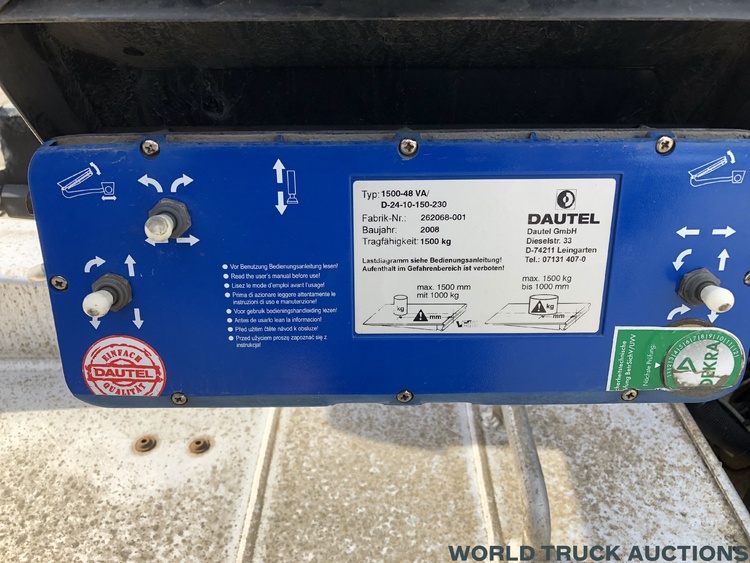 Typ: 1500-48 VA/
D-24-10-150-230
Fabrik-Nr.: 262068-001
Baujahr: 2008
Tragfähigkeit: 1500 kg
DAUTEL
Dautel GmbH
Dieselstr. 33
D-74211 Leingarten
Tel.: 07131 407-0
Lastdiagramm siehe Bedienungsanleitung!
Aufenthalt im Gefahrenbereich ist verboten!
max. 1500 mm
mit 1000 kg
max. 1500 kg
bis 1000 mm
kg
mm
kg
mm
Vor Benutzung Bedienungsanleitung lesen!
Read the user's manual before use!
Lisez le mode d'emploi avant l'usage!
Prima di azionare leggere attentamente le
instruzioni di uso e manutenzione!
Voor gebruik bedieningshandleiding lezen!
Antes de usarlo lean la informacion!
Před užitím čtěte návod k obsluze!
Przed użyciem proszę zapoznać się z
instrukcja!
EINFACH
DAUTEL
QUALITÄT
Nächste Prüfung:
DEKRA
WORLD TRUCK AUCTIONS